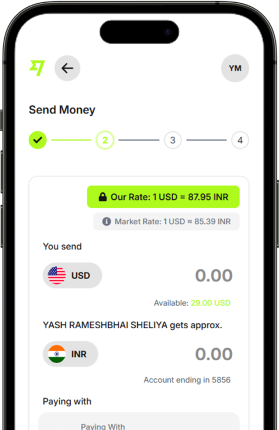 YM
Send Money
2
3
4
Our Rate: 1 USD = 87.95 INR
Market Rate: 1 USD = 85.39 INR
You send
USD
0.00
Available: 29.00 USD
YASH RAMESHBHAI SHELIYA gets approx.
INR
0.00
Account ending in 5856
Paying with
Paying With